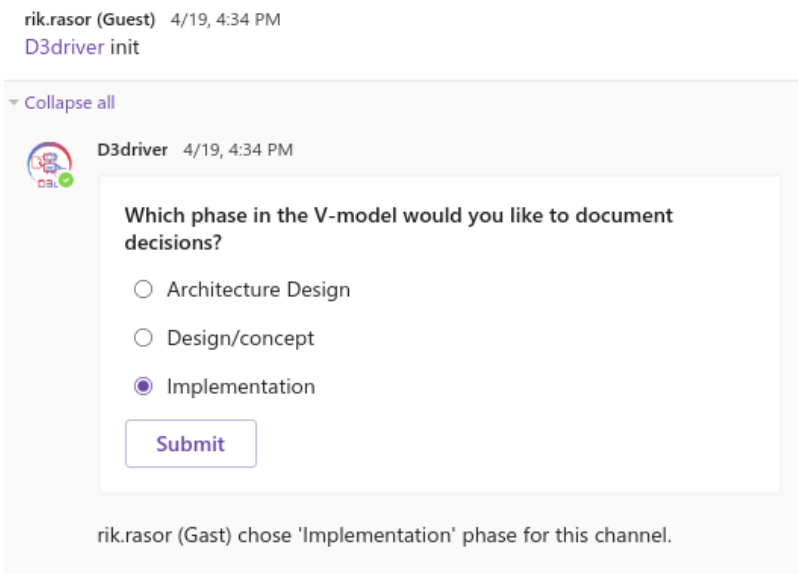 rik.rasor (Guest) 4/19, 4:34 PM
D3driver init
Collapse all
D3driver 4/19, 4:34 PM
Which phase in the V-model would you like to document
decisions?
Architecture Design
Design/concept
Implementation
Submit
rik.rasor (Gast) chose 'Implementation' phase for this channel.